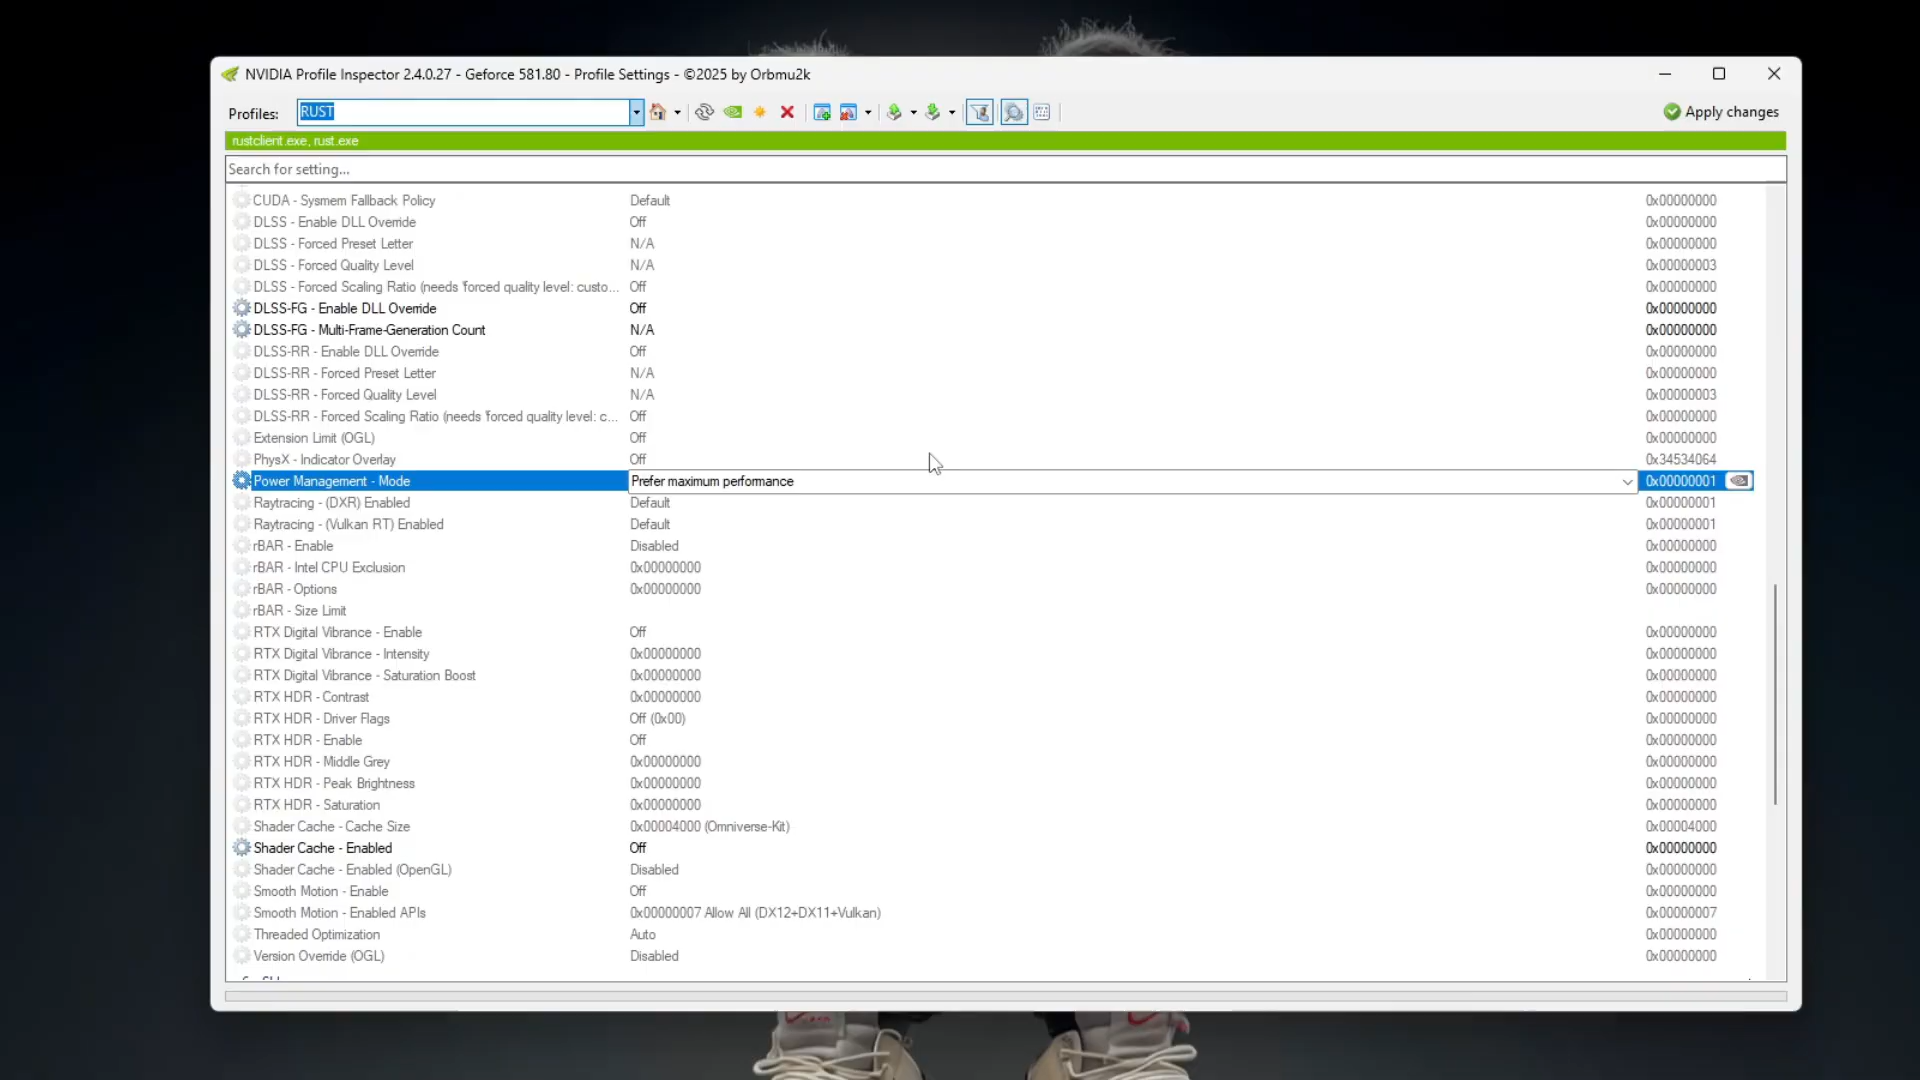 NVIDIA Profile Inspector 2.4.0.27 - Geforce 581.80 - Profile Settings - ©2025 by Orbmu2k
Profiles: RUST Apply changes
rustclient.exe, rust.exe
Search for setting...
CUDA - Sysmem Fallback Policy Default 0x00000000
DLSS - Enable DLL Override Off 0x00000000
DLSS - Forced Preset Letter N/A 0x00000000
DLSS - Forced Quality Level N/A 0x00000003
DLSS - Forced Scaling Ratio (needs 'forced quality level: custo... Off 0x00000000
DLSS-FG - Enable DLL Override Off 0x00000000
DLSS-FG - Multi-Frame-Generation Count N/A 0x00000000
DLSS-RR - Enable DLL Override Off 0x00000000
DLSS-RR - Forced Preset Letter N/A 0x00000000
DLSS-RR - Forced Quality Level N/A 0x00000003
DLSS-RR - Forced Scaling Ratio (needs 'forced quality level: c... Off 0x00000000
Extension Limit (OGL) Off 0x00000000
PhysX - Indicator Overlay Off 0x34534064
Power Management - Mode Prefer maximum performance 0x00000001
Raytracing - (DXR) Enabled Default 0x00000001
Raytracing - (Vulkan RT) Enabled Default 0x00000001
rBAR - Enable Disabled 0x00000000
rBAR - Intel CPU Exclusion 0x00000000 0x00000000
rBAR - Options 0x00000000 0x00000000
rBAR - Size Limit
RTX Digital Vibrance - Enable Off 0x00000000
RTX Digital Vibrance - Intensity 0x00000000 0x00000000
RTX Digital Vibrance - Saturation Boost 0x00000000 0x00000000
RTX HDR - Contrast 0x00000000 0x00000000
RTX HDR - Driver Flags Off (0x00) 0x00000000
RTX HDR - Enable Off 0x00000000
RTX HDR - Middle Grey 0x00000000 0x00000000
RTX HDR - Peak Brightness 0x00000000 0x00000000
RTX HDR - Saturation 0x00000000 0x00000000
Shader Cache - Cache Size 0x00004000 (Omniverse-Kit) 0x00004000
Shader Cache - Enabled Off 0x00000000
Shader Cache - Enabled (OpenGL) Disabled 0x00000000
Smooth Motion - Enable Off 0x00000000
Smooth Motion - Enabled APIs 0x00000007 Allow All (DX12+DX11+Vulkan) 0x00000007
Threaded Optimization Auto 0x00000000
Version Override (OGL) Disabled 0x00000000